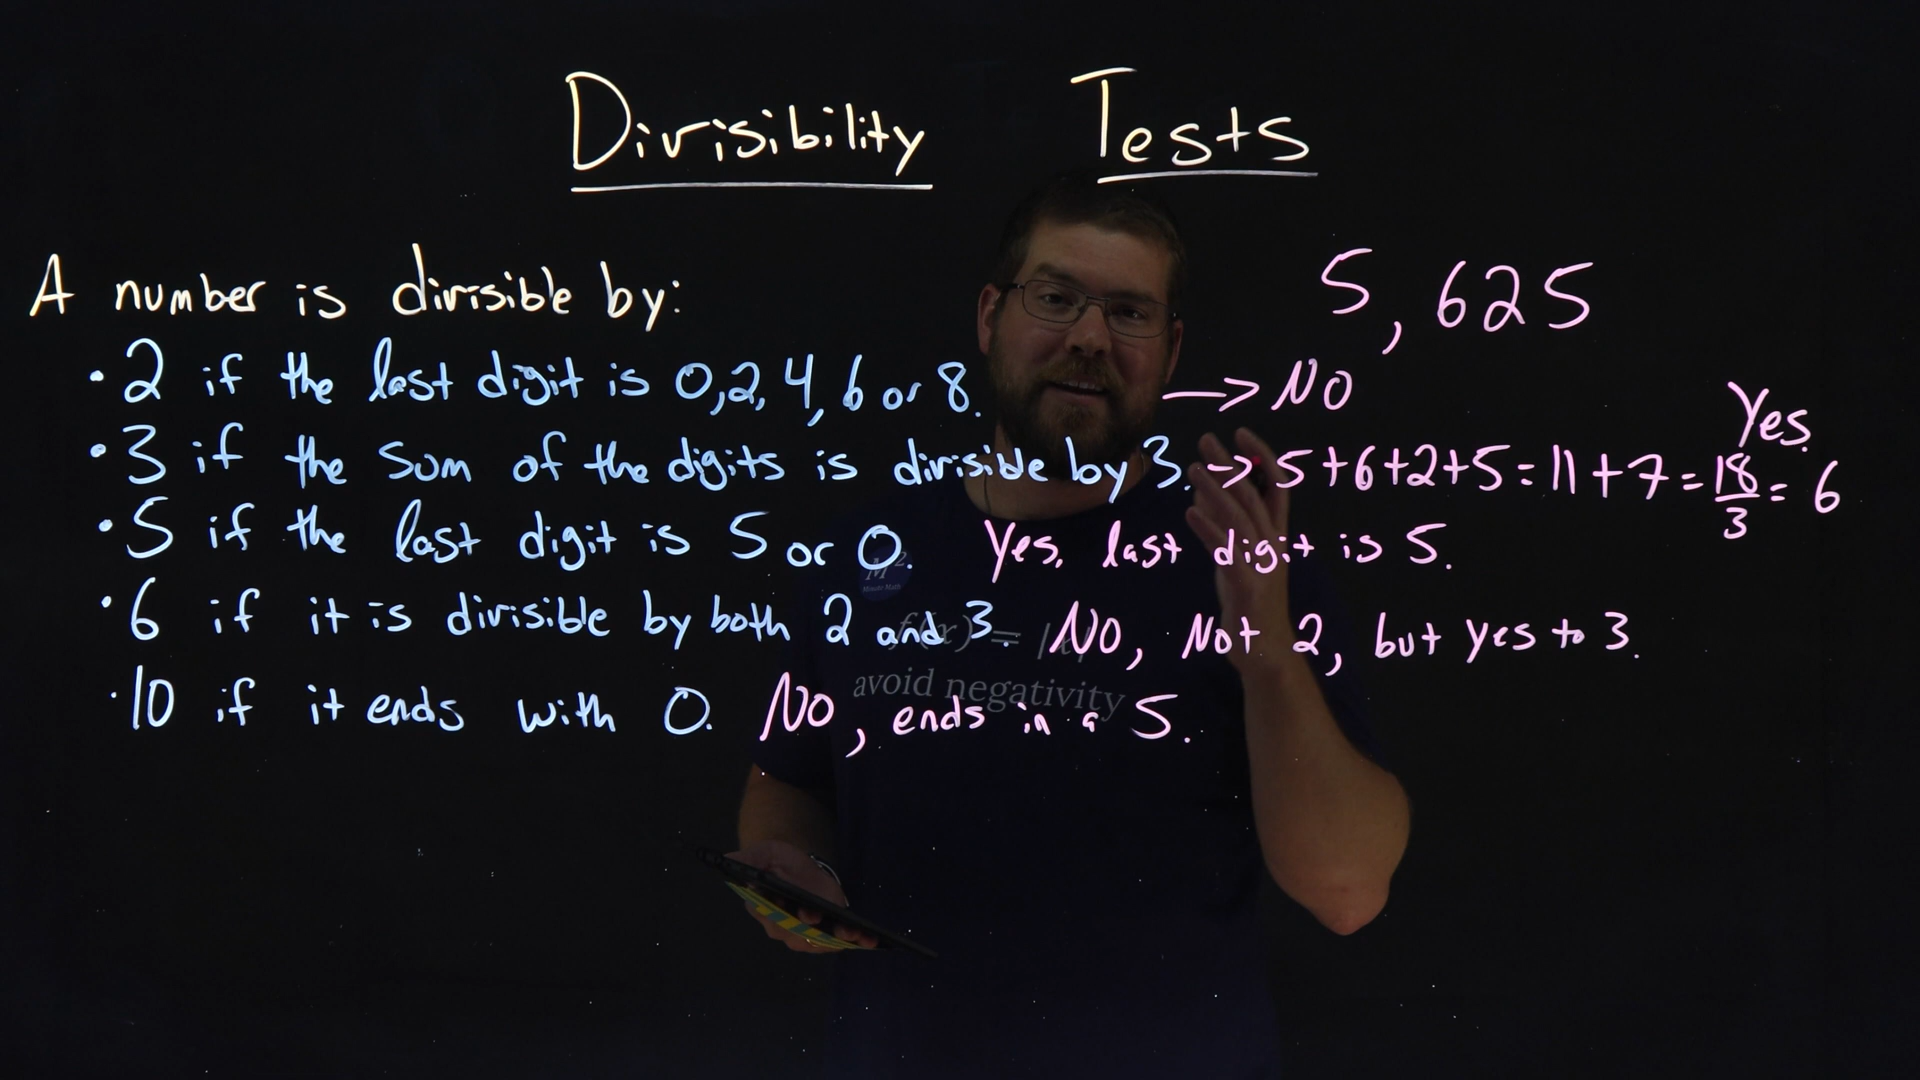 Divisibility Tests
A number is divisible by:
5,625
• 2 if the last digit is 0,2,4,6 or 8. → NO
Yes.
• 3 if the sum of the digits is divisible by 3. → 5+6+2+5=11+7=18/3=6
• 5 if the last digit is 5 or 0. Yes, last digit is 5.
M²
Minute Math
• 6 if it is divisible by both 2 and 3. NO, Not 2, but yes to 3.
f(x) = |x|
avoid negativity
• 10 if it ends with 0. NO, ends in a 5.